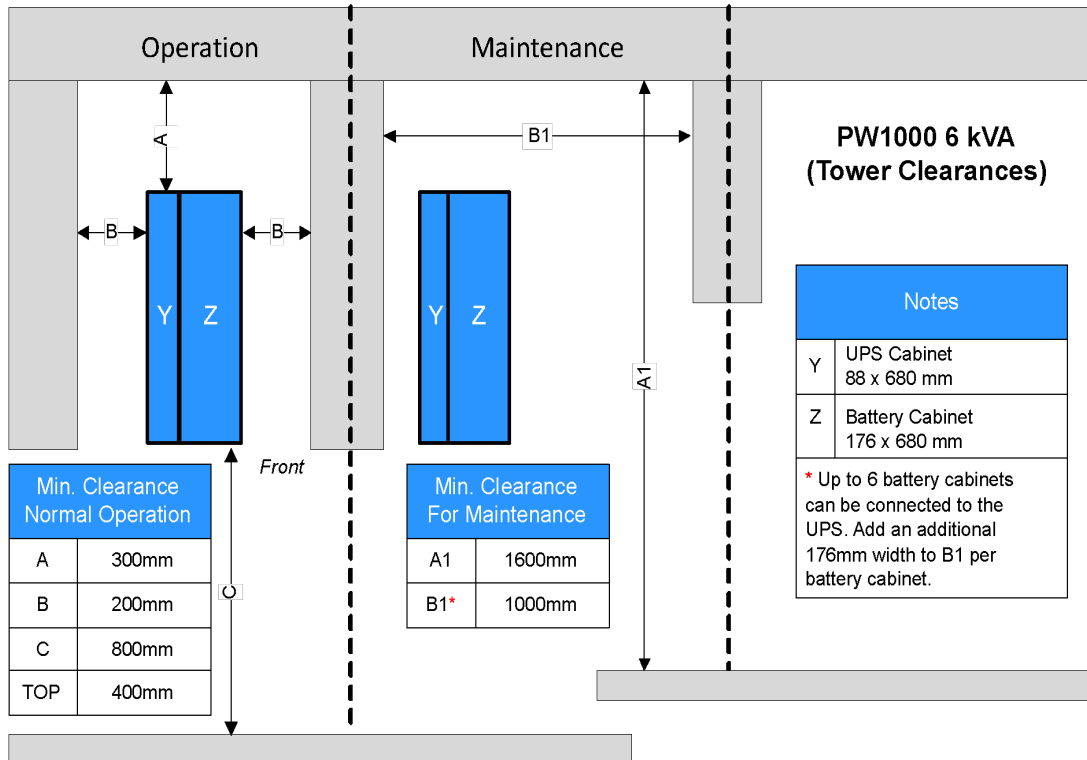 Operation
Maintenance
A
B1
PW1000 6 kVA
(Tower Clearances)
B
B
Y
Z
Y
Z
A1
C
Front
Min. Clearance
Normal Operation
A 300mm
B 200mm
C 800mm
TOP 400mm
Min. Clearance
For Maintenance
A1 1600mm
B1* 1000mm
Notes
Y UPS Cabinet
88 x 680 mm
Z Battery Cabinet
176 x 680 mm
* Up to 6 battery cabinets
can be connected to the
UPS. Add an additional
176mm width to B1 per
battery cabinet.